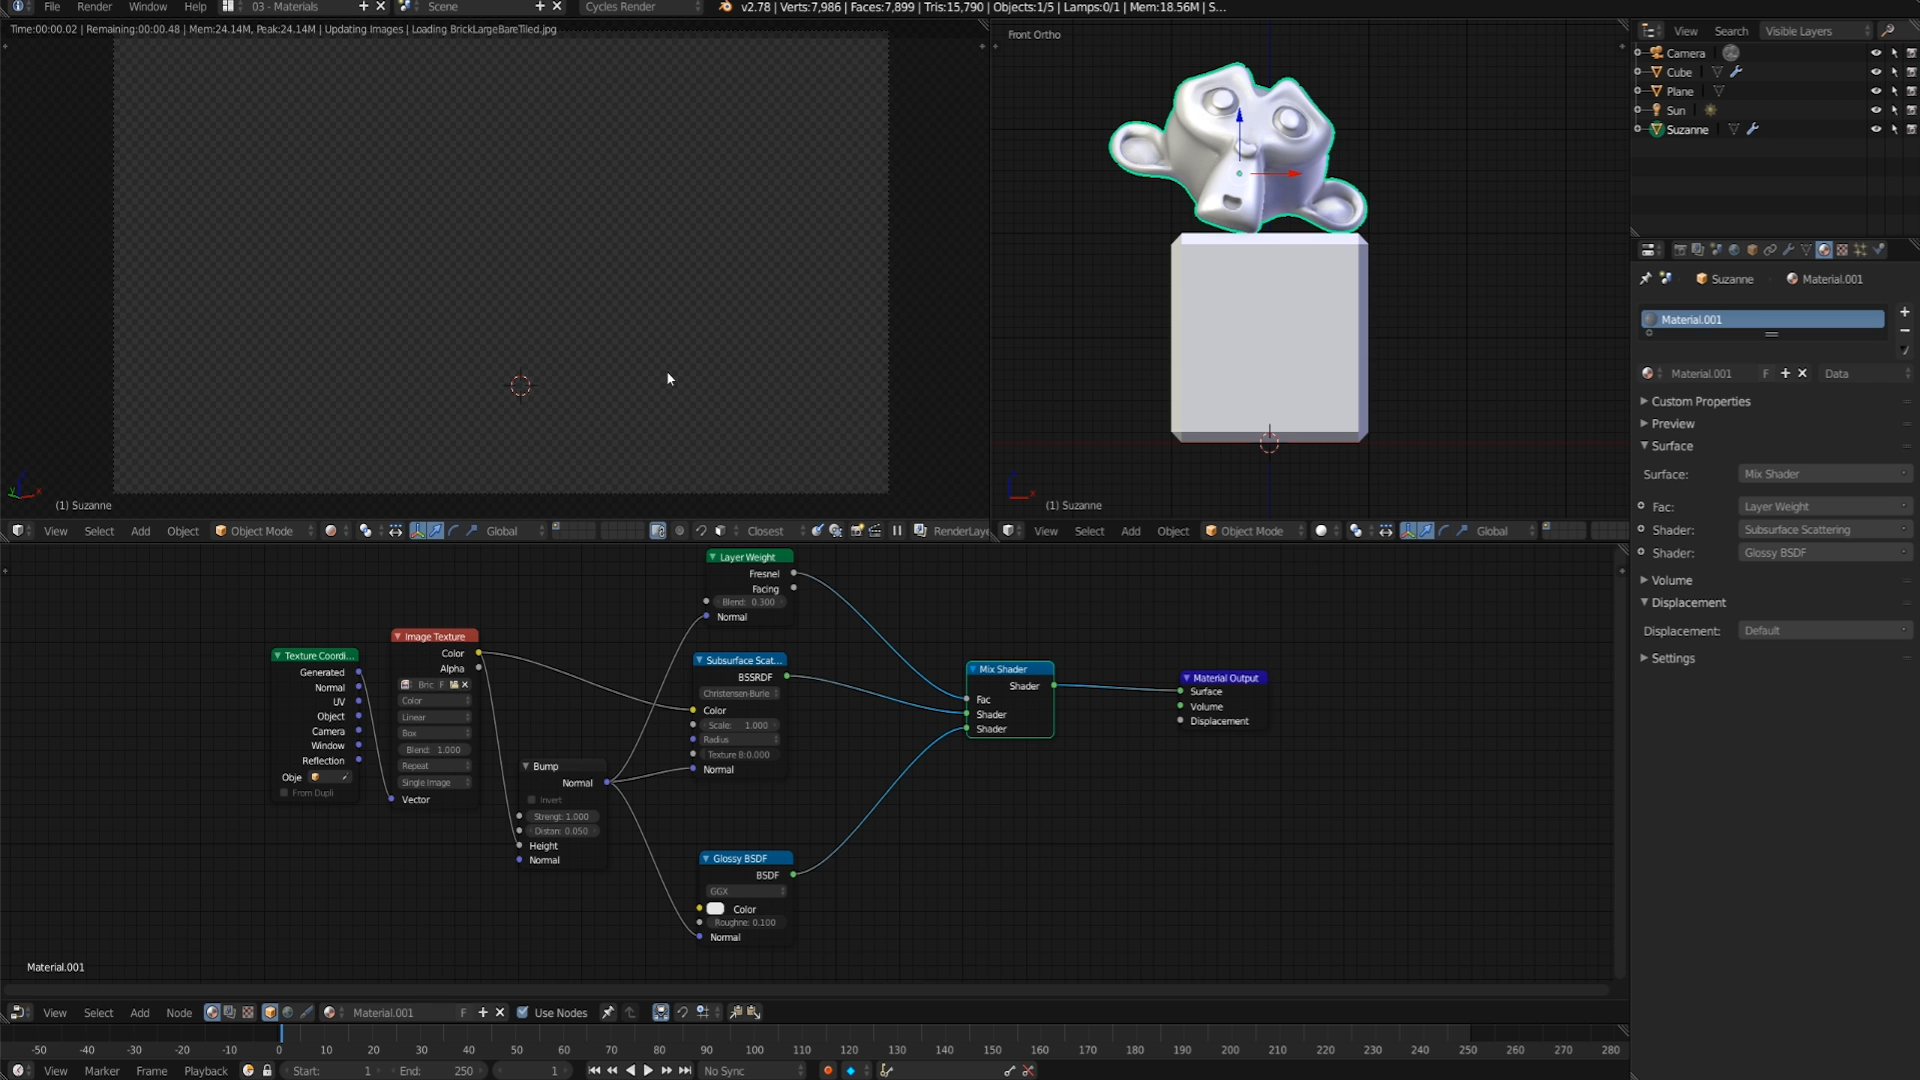 File Render Window Help 03 - Materials Scene Cycles Render v2.78 | Verts:7,986 | Faces:7,899 | Tris:15,790 | Objects:1/5 | Lamps:0/1 | Mem:18.56M | S...
Time:00:00.02 | Remaining:00:00.48 | Mem:24.14M, Peak:24.14M | Updating Images | Loading BrickLargeBareTiled.jpg
Front Ortho
View Search Visible Layers
Camera
Cube
Plane
Sun
Suzanne
Suzanne Material.001
Material.001
Material.001 F Data
Custom Properties
Preview
Surface
Surface: Mix Shader
Fac: Layer Weight
Shader: Subsurface Scattering
Shader: Glossy BSDF
Volume
Displacement
Displacement: Default
Settings
(1) Suzanne
(1) Suzanne
View Select Add Object Object Mode Global Closest RenderLaye
View Select Add Object Object Mode Global
Layer Weight
Fresnel
Facing
Blend: 0.300
Normal
Texture Coordi...
Generated
Normal
UV
Object
Camera
Window
Reflection
Obje
From Dupli
Image Texture
Color
Alpha
Bric F
Color
Linear
Box
Blend: 1.000
Repeat
Single Image
Vector
Bump
Normal
Invert
Strengt: 1.000
Distan: 0.050
Height
Normal
Subsurface Scat...
BSSRDF
Christensen-Burle
Color
Scale: 1.000
Radius
Texture B:0.000
Normal
Glossy BSDF
BSDF
GGX
Color
Roughne: 0.100
Normal
Mix Shader
Shader
Fac
Shader
Shader
Material Output
Surface
Volume
Displacement
Material.001
View Select Add Node Material.001 F Use Nodes
-50 -40 -30 -20 -10 0 10 20 30 40 50 60 70 80 90 100 110 120 130 140 150 160 170 180 190 200 210 220 230 240 250 260 270 280
View Marker Frame Playback Start: 1 End: 250 1 No Sync